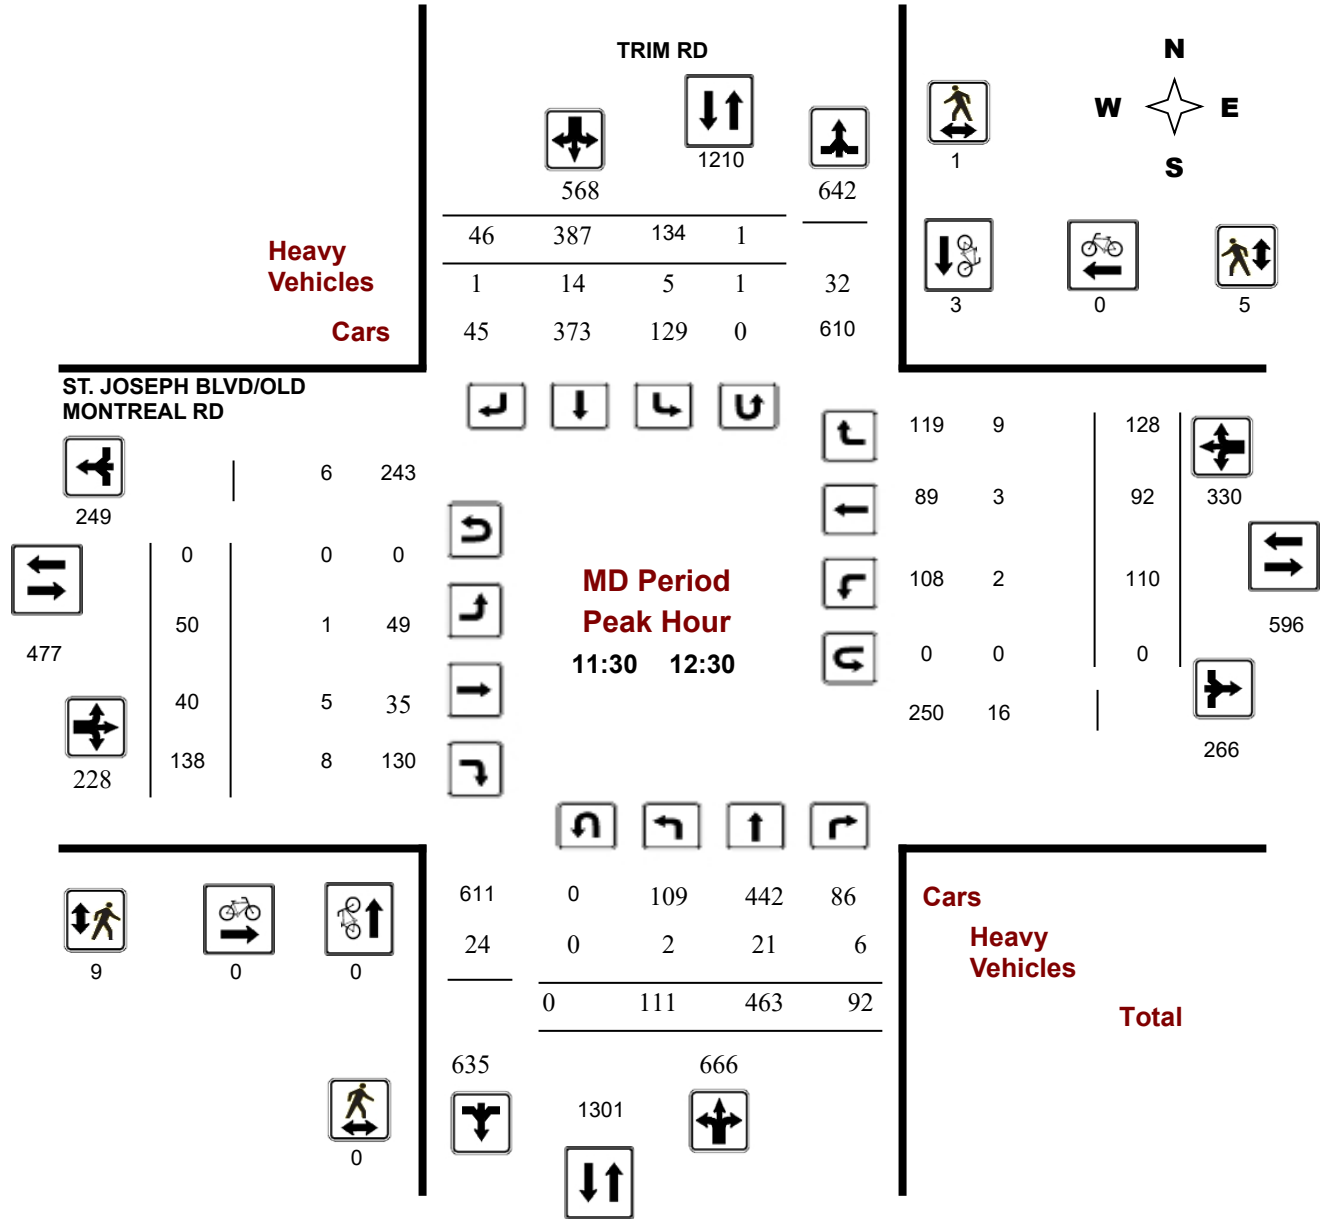 TRIM RD
N
W E
S
1210
568
642
1
46 387 134 1
Heavy
Vehicles
1 14 5 1 32
Cars
45 373 129 0 610
3 0 5
ST. JOSEPH BLVD/OLD
MONTREAL RD
119 9 128
6 243
249
89 3 92 330
0 0 0
MD Period
108 2 110
50 1 49
Peak Hour
596
477
11:30 12:30
0 0 0
40 5 35
250 16
266
138 8 130
228
611 0 109 442 86
Cars
24 0 2 21 6
Heavy
Vehicles
9 0 0
0 111 463 92
Total
635 666
1301
0